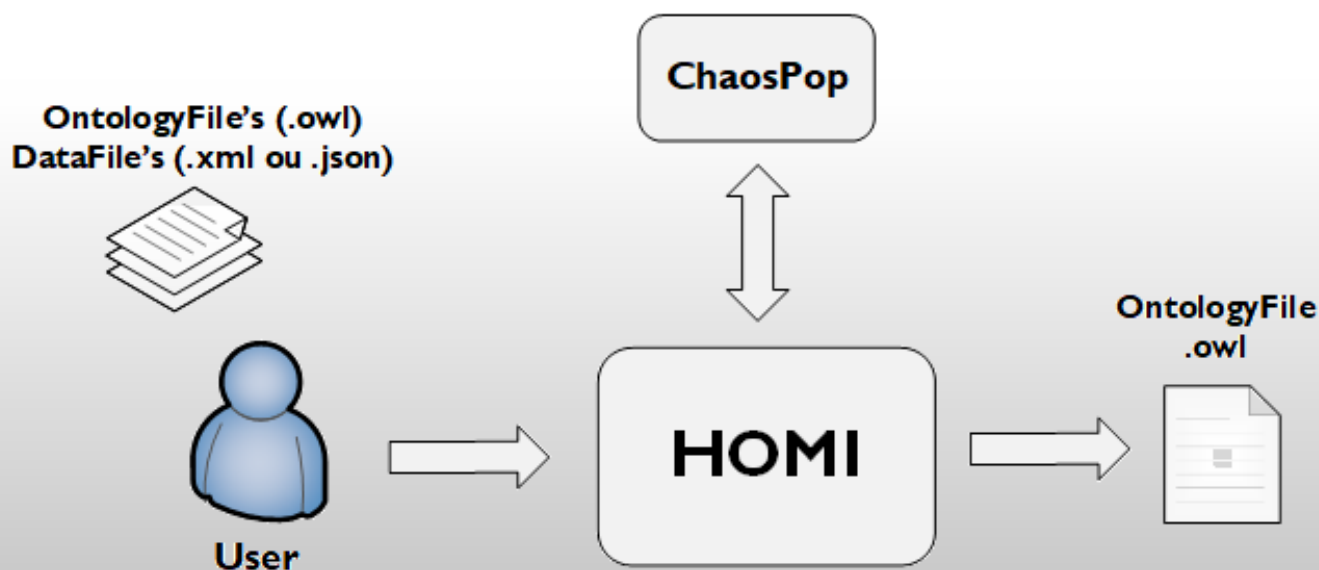 ChaosPop
OntologyFile's (.owl)
DataFile's (.xml ou .json)
OntologyFile
.owl
HOMI
User